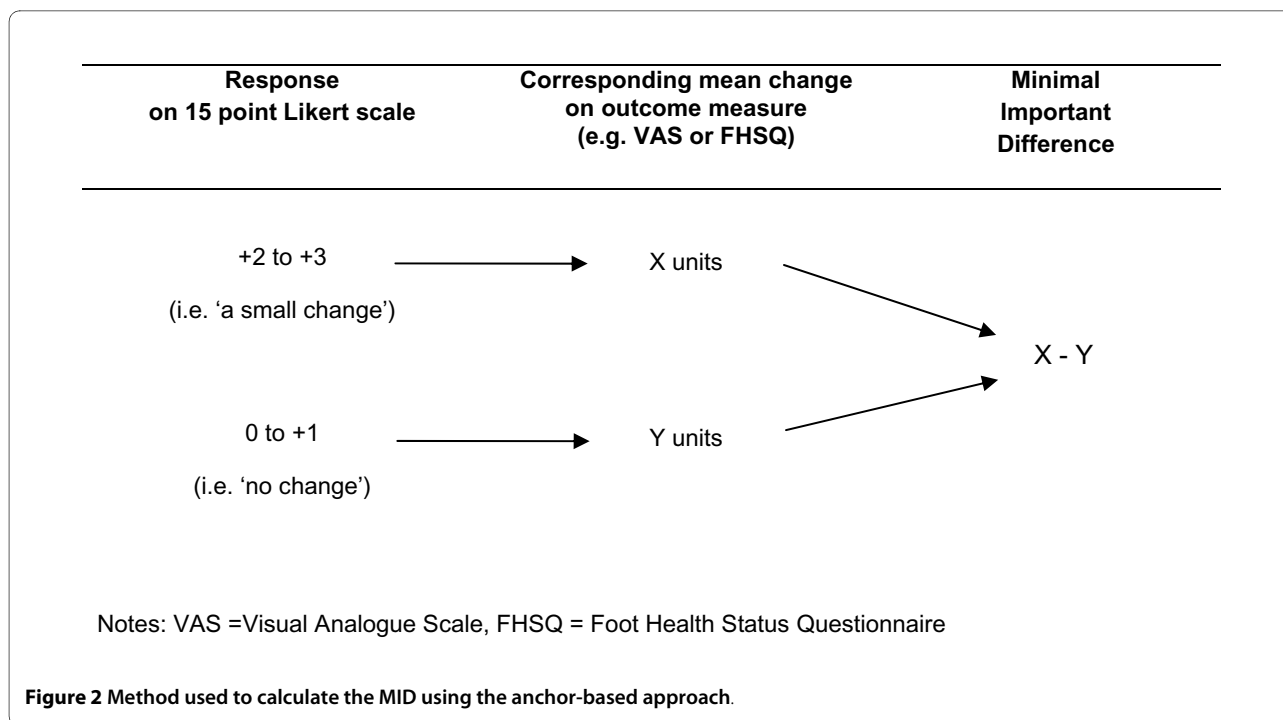 Response
on 15 point Likert scale
Corresponding mean change
on outcome measure
(e.g. VAS or FHSQ)
Minimal
Important
Difference
+2 to +3
(i.e. ‘a small change’)
X units
X - Y
0 to +1
(i.e. ‘no change’)
Y units
Notes: VAS =Visual Analogue Scale, FHSQ = Foot Health Status Questionnaire
Figure 2 Method used to calculate the MID using the anchor-based approach.